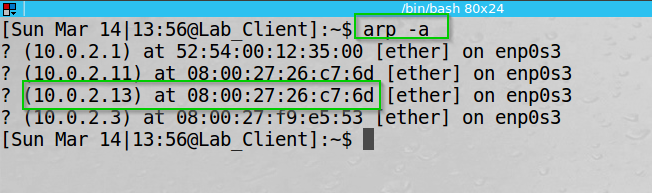 /bin/bash 80x24
[Sun Mar 14|13:56@Lab_Client]:~$ arp -a
? (10.0.2.1) at 52:54:00:12:35:00 [ether] on enp0s3
? (10.0.2.11) at 08:00:27:26:c7:6d [ether] on enp0s3
? (10.0.2.13) at 08:00:27:26:c7:6d [ether] on enp0s3
? (10.0.2.3) at 08:00:27:f9:e5:53 [ether] on enp0s3
[Sun Mar 14|13:56@Lab_Client]:~$